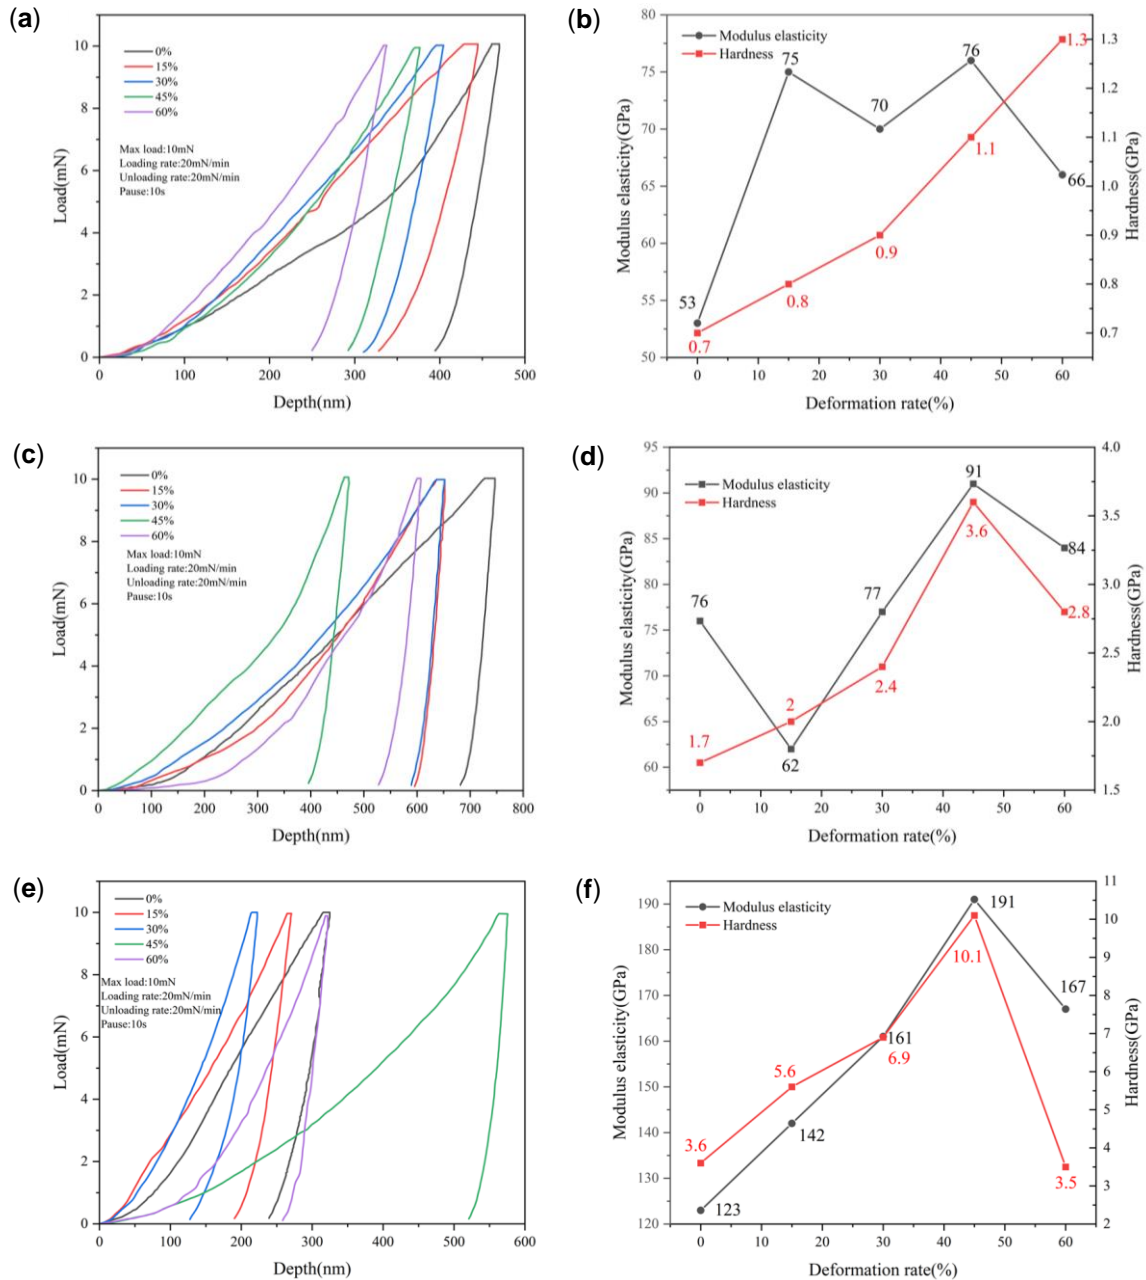 (a)
0%
15%
30%
45%
60%
Max load:10mN
Loading rate:20mN/min
Unloading rate:20mN/min
Pause:10s
10
8
6
4
2
0
Load(mN)
0 100 200 300 400 500
Depth(nm)
(b)
Modulus elasticity
Hardness
80
75
70
65
60
55
50
Modulus elasticity(GPa)
53
75
70
76
66
0.7
0.8
0.9
1.1
1.3
1.3
1.2
1.1
1.0
0.9
0.8
0.7
Hardness(GPa)
0 10 20 30 40 50 60
Deformation rate(%)
(c)
0%
15%
30%
45%
60%
Max load:10mN
Loading rate:20mN/min
Unloading rate:20mN/min
Pause:10s
10
8
6
4
2
0
Load(mN)
0 100 200 300 400 500 600 700 800
Depth(nm)
(d)
Modulus elasticity
Hardness
95
90
85
80
75
70
65
60
Modulus elasticity(GPa)
76
62
77
91
84
1.7
2
2.4
3.6
2.8
4.0
3.5
3.0
2.5
2.0
1.5
Hardness(GPa)
0 10 20 30 40 50 60
Deformation rate(%)
(e)
0%
15%
30%
45%
60%
Max load:10mN
Loading rate:20mN/min
Unloading rate:20mN/min
Pause:10s
10
8
6
4
2
0
Load(mN)
0 100 200 300 400 500 600
Depth(nm)
(f)
Modulus elasticity
Hardness
190
180
170
160
150
140
130
120
Modulus elasticity(GPa)
123
142
161
191
167
3.6
5.6
6.9
10.1
3.5
11
10
9
8
7
6
5
4
3
2
Hardness(GPa)
0 10 20 30 40 50 60
Deformation rate(%)